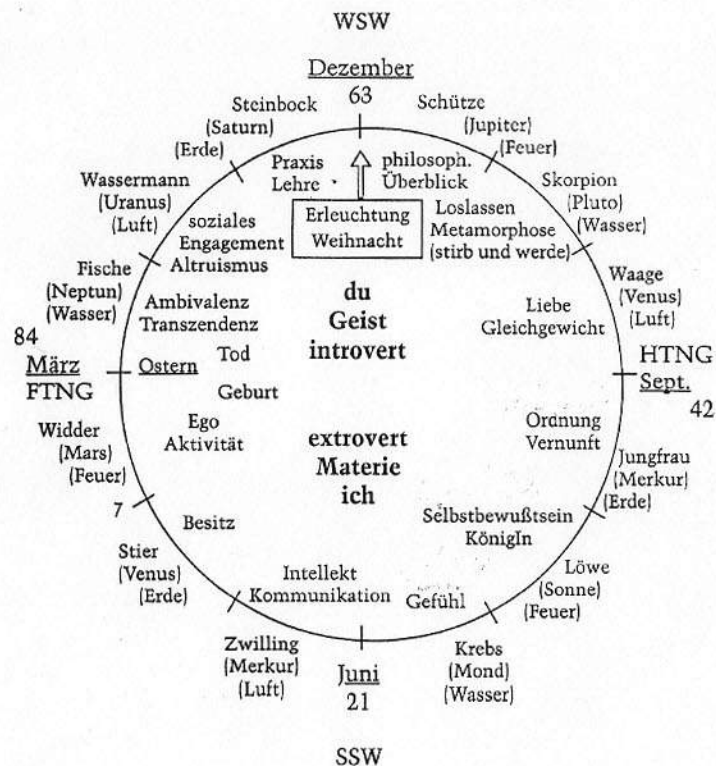 WSW
Dezember
63
Steinbock
(Saturn)
(Erde)
Schütze
(Jupiter)
(Feuer)
Praxis
Lehre
philosoph.
Überblick
Wassermann
(Uranus)
(Luft)
Skorpion
(Pluto)
(Wasser)
soziales
Engagement
Altruismus
Erleuchtung
Weihnacht
Loslassen
Metamorphose
(stirb und werde)
Fische
(Neptun)
(Wasser)
Waage
(Venus)
(Luft)
Ambivalenz
Transzendenz
du
Geist
introvert
Liebe
Gleichgewicht
84
März
FTNG
Ostern
Tod
Geburt
HTNG
Sept.
42
Ego
Aktivität
extrovert
Materie
ich
Ordnung
Vernunft
Widder
(Mars)
(Feuer)
Jungfrau
(Merkur)
(Erde)
7
Besitz
Selbstbewußtsein
KönigIn
Stier
(Venus)
(Erde)
Intellekt
Kommunikation
Gefühl
Löwe
(Sonne)
(Feuer)
Zwilling
(Merkur)
(Luft)
Juni
21
Krebs
(Mond)
(Wasser)
SSW